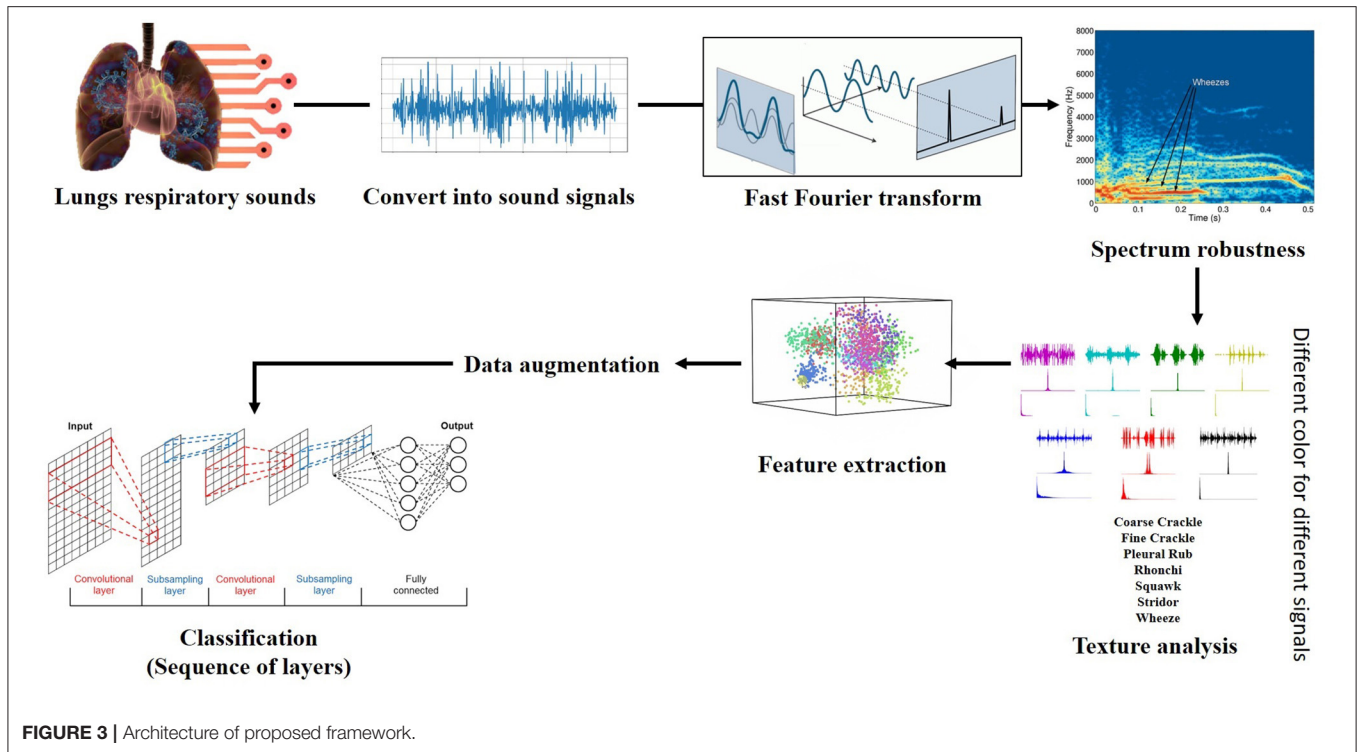 Lungs respiratory sounds
Convert into sound signals
Fast Fourier transform
8000
7000
6000
5000
4000
3000
2000
1000
0
Frequency (Hz)
Wheezes
0
0.1
0.2
0.3
0.4
0.5
Time (s)
Spectrum robustness
Different color for different signals
Coarse Crackle
Fine Crackle
Pleural Rub
Rhonchi
Squawk
Stridor
Wheeze
Texture analysis
Feature extraction
Data augmentation
Input
Output
Convolutional
layer
Subsampling
layer
Convolutional
layer
Subsampling
layer
Fully
connected
Classification
(Sequence of layers)
FIGURE 3 | Architecture of proposed framework.